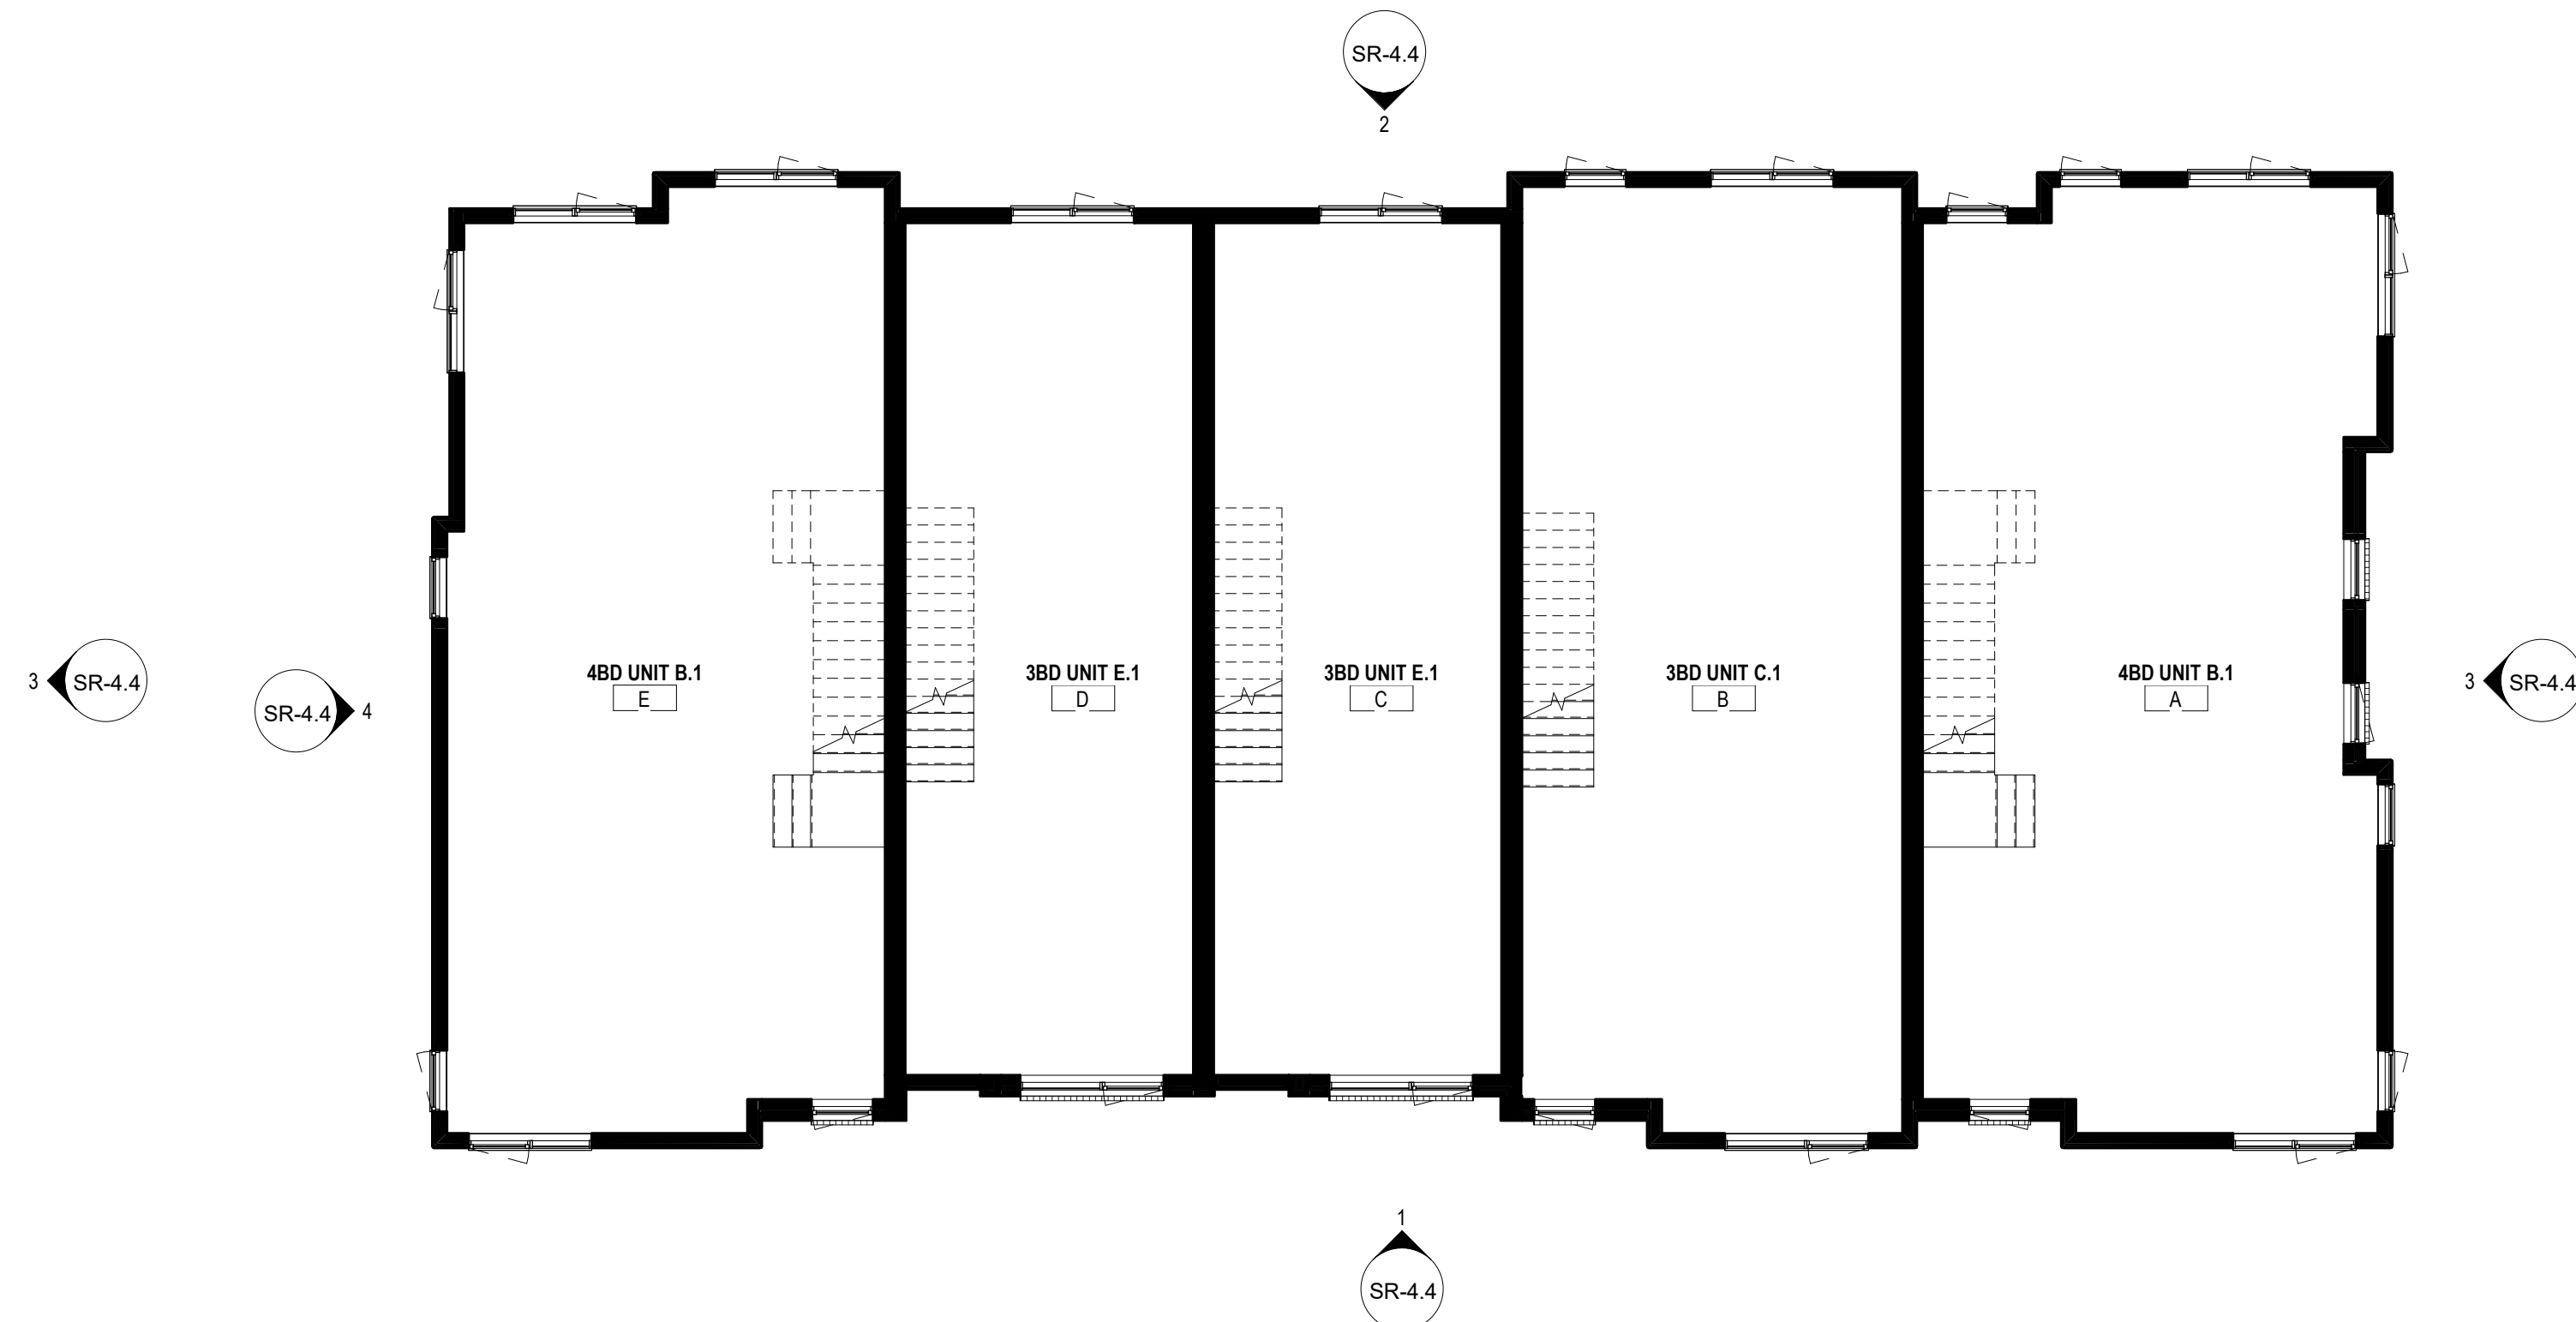 SR-4.4
2
4BD UNIT B.1
E
3BD UNIT E.1
D
3BD UNIT E.1
C
3BD UNIT C.1
B
4BD UNIT B.1
A
3
SR-4.4
SR-4.4
4
3
SR-4.4
1
SR-4.4